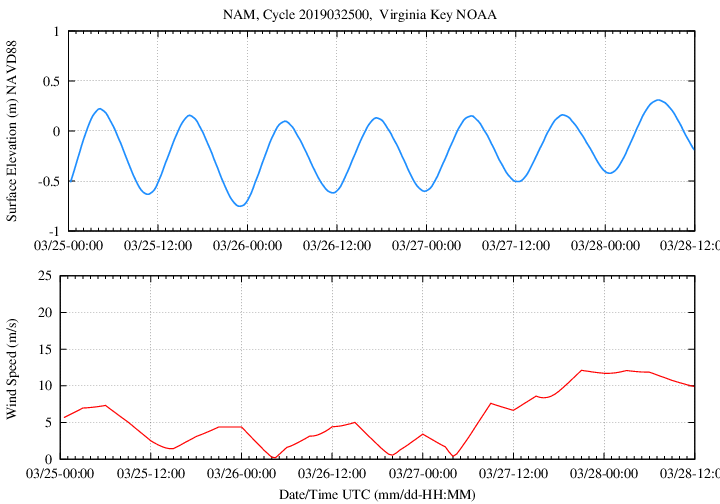 NAM, Cycle 2019032500,  Virginia Key NOAA
Surface Elevation (m) NAVD88
1
0.5
0
-0.5
-1
03/25-00:00 03/25-12:00 03/26-00:00 03/26-12:00 03/27-00:00 03/27-12:00 03/28-00:00 03/28-12:0
Wind Speed (m/s)
25
20
15
10
5
0
03/25-00:00 03/25-12:00 03/26-00:00 03/26-12:00 03/27-00:00 03/27-12:00 03/28-00:00 03/28-12:0
Date/Time UTC (mm/dd-HH:MM)